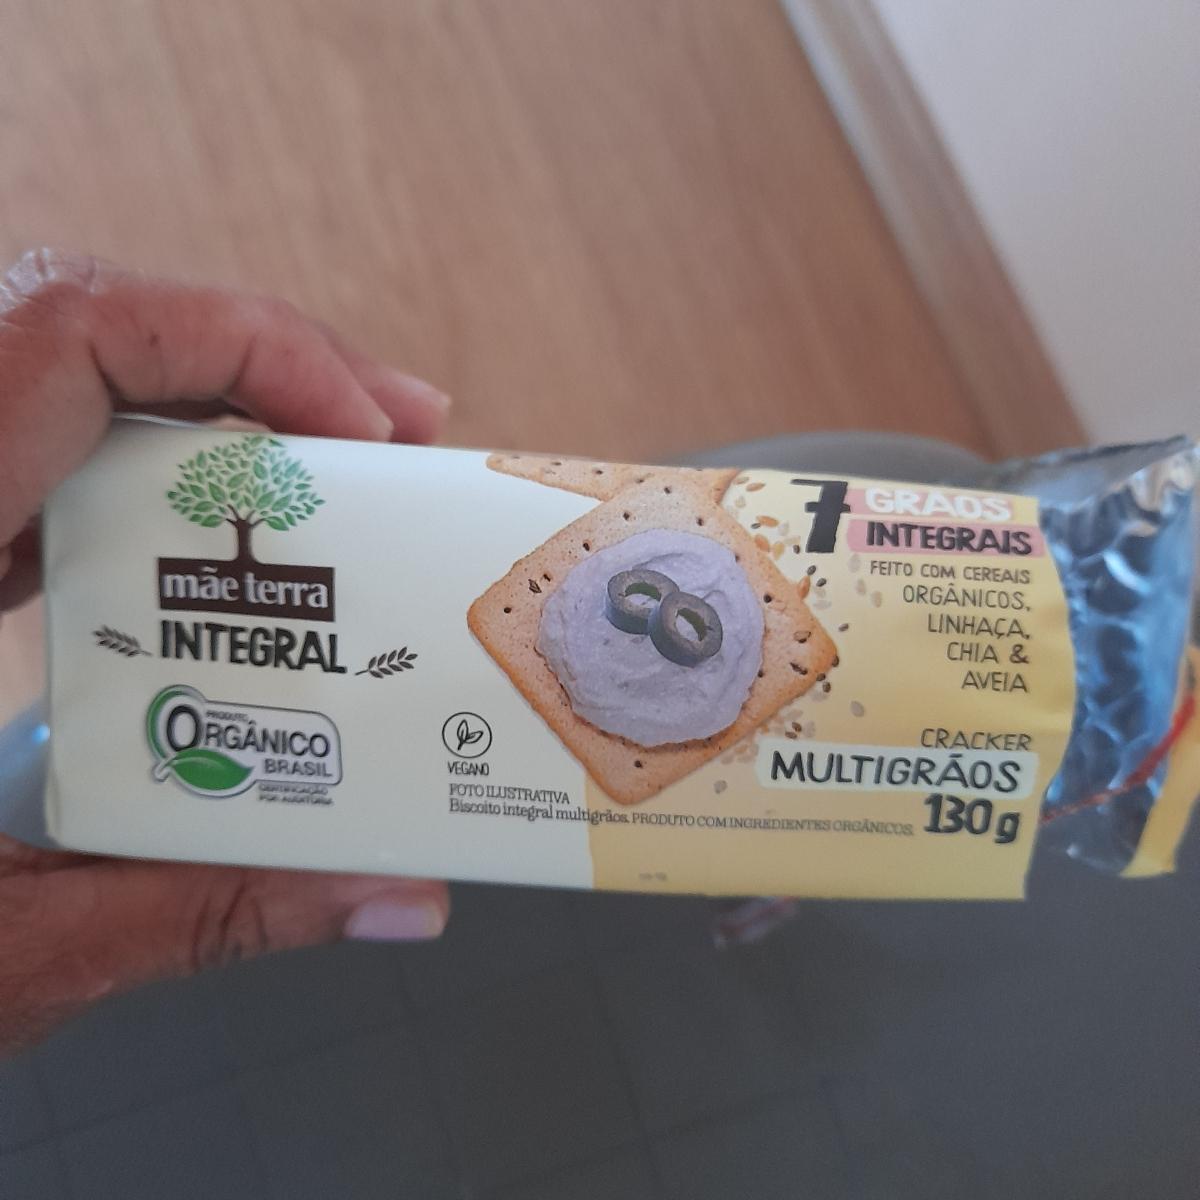 mãe terra
INTEGRAL
PRODUTO
ORGÂNICO
BRASIL
CERTIFICAÇÃO
POR AUDITORIA
VEGANO
FOTO ILUSTRATIVA
Biscoito integral multigrãos. PRODUTO COM INGREDIENTES ORGÂNICOS.
7 GRÃOS
INTEGRAIS
FEITO COM CEREAIS
ORGÂNICOS,
LINHAÇA,
CHIA &
AVEIA
CRACKER
MULTIGRÃOS
130g